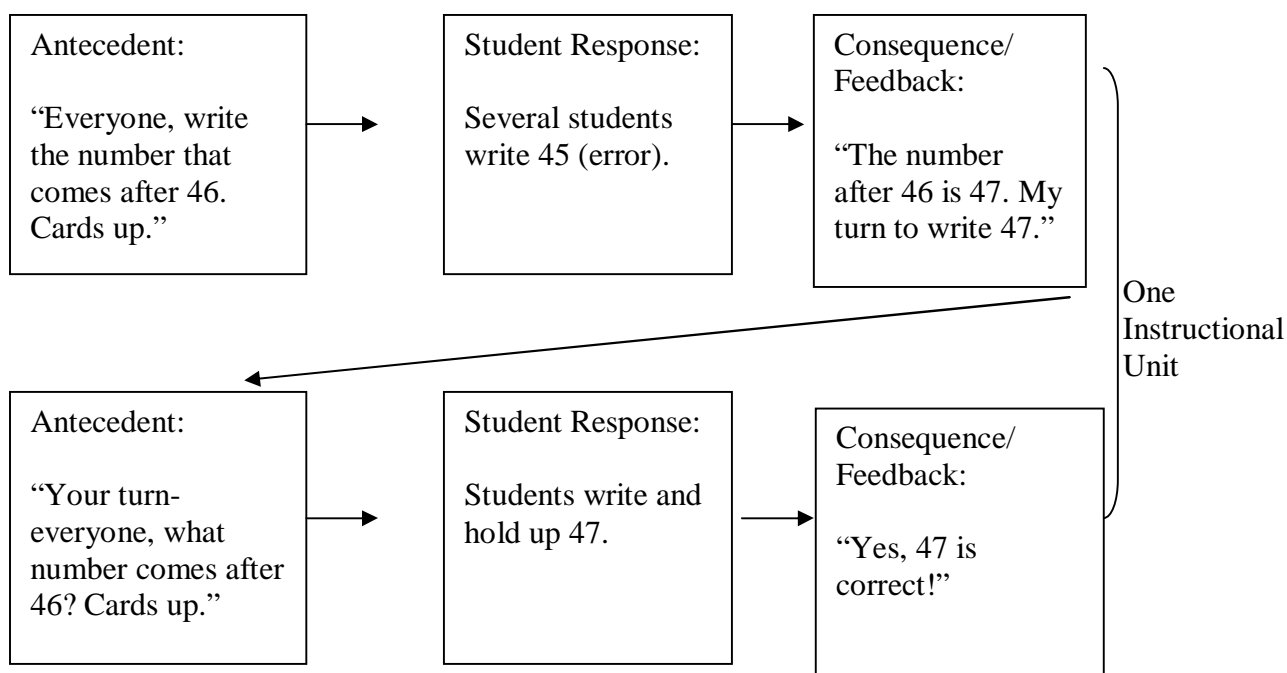 Antecedent:
“Everyone, write
the number that
comes after 46.
Cards up.”
Student Response:
Several students
write 45 (error).
Consequence/
Feedback:
“The number
after 46 is 47. My
turn to write 47.”
One
Instructional
Unit
Antecedent:
“Your turn-
everyone, what
number comes after
46? Cards up.”
Student Response:
Students write and
hold up 47.
Consequence/
Feedback:
“Yes, 47 is
correct!”